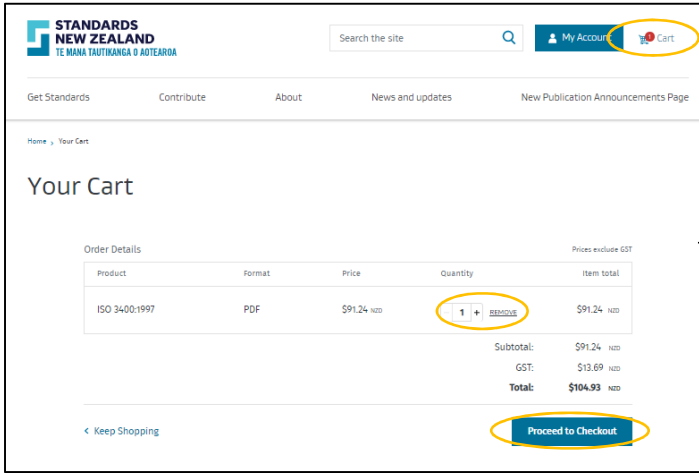 STANDARDS
NEW ZEALAND
TE MANA TAUTIKANGA O AOTEAROA
Search the site
My Account
1 Cart
Get Standards Contribute About News and updates New Publication Announcements Page
Home > Your Cart
Your Cart
Order Details Prices exclude GST
Product Format Price Quantity Item total
ISO 3400:1997 PDF $91.24 NZD - 1 + REMOVE $91.24 NZD
Subtotal: $91.24 NZD
GST: $13.69 NZD
Total: $104.93 NZD
< Keep Shopping Proceed to Checkout